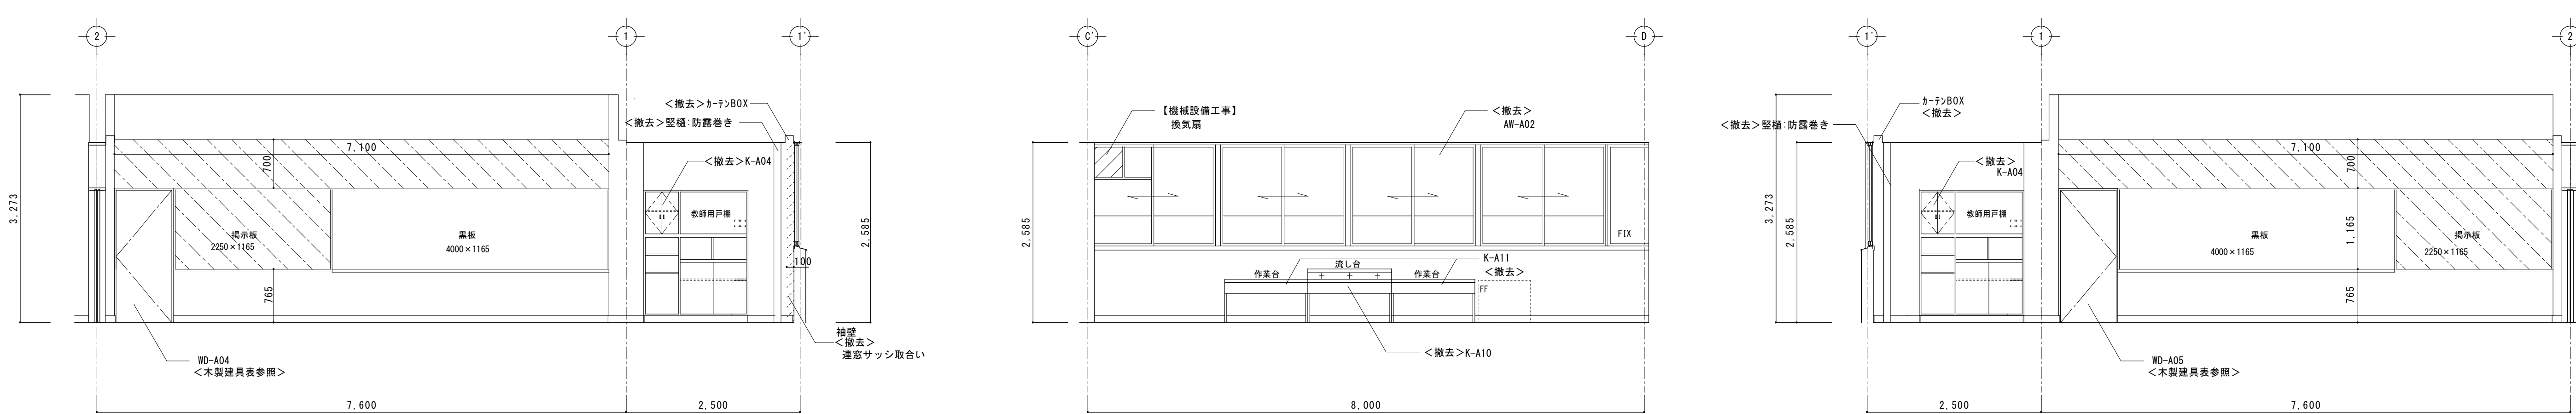 2
1
1'
<撤去>カーテンBOX
<撤去>竪樋:防露巻き
7,100
700
<撤去>K-A04
3,273
教師用戸棚
2,585
掲示板
2250×1165
黒板
4000×1165
100
765
袖壁
<撤去>
連窓サッシ取合い
WD-A04
<木製建具表参照>
7,600
2,500
C'
D
【機械設備工事】
換気扇
<撤去>
AW-A02
2,585
FIX
K-A11
<撤去>
流し台
作業台
作業台
FF
<撤去>K-A10
8,000
1'
1
2
カーテンBOX
<撤去>
<撤去>竪樋:防露巻き
7,100
700
<撤去>
K-A04
3,273
2,585
教師用戸棚
1,165
黒板
4000×1165
掲示板
2250×1165
765
WD-A05
<木製建具表参照>
2,500
7,600